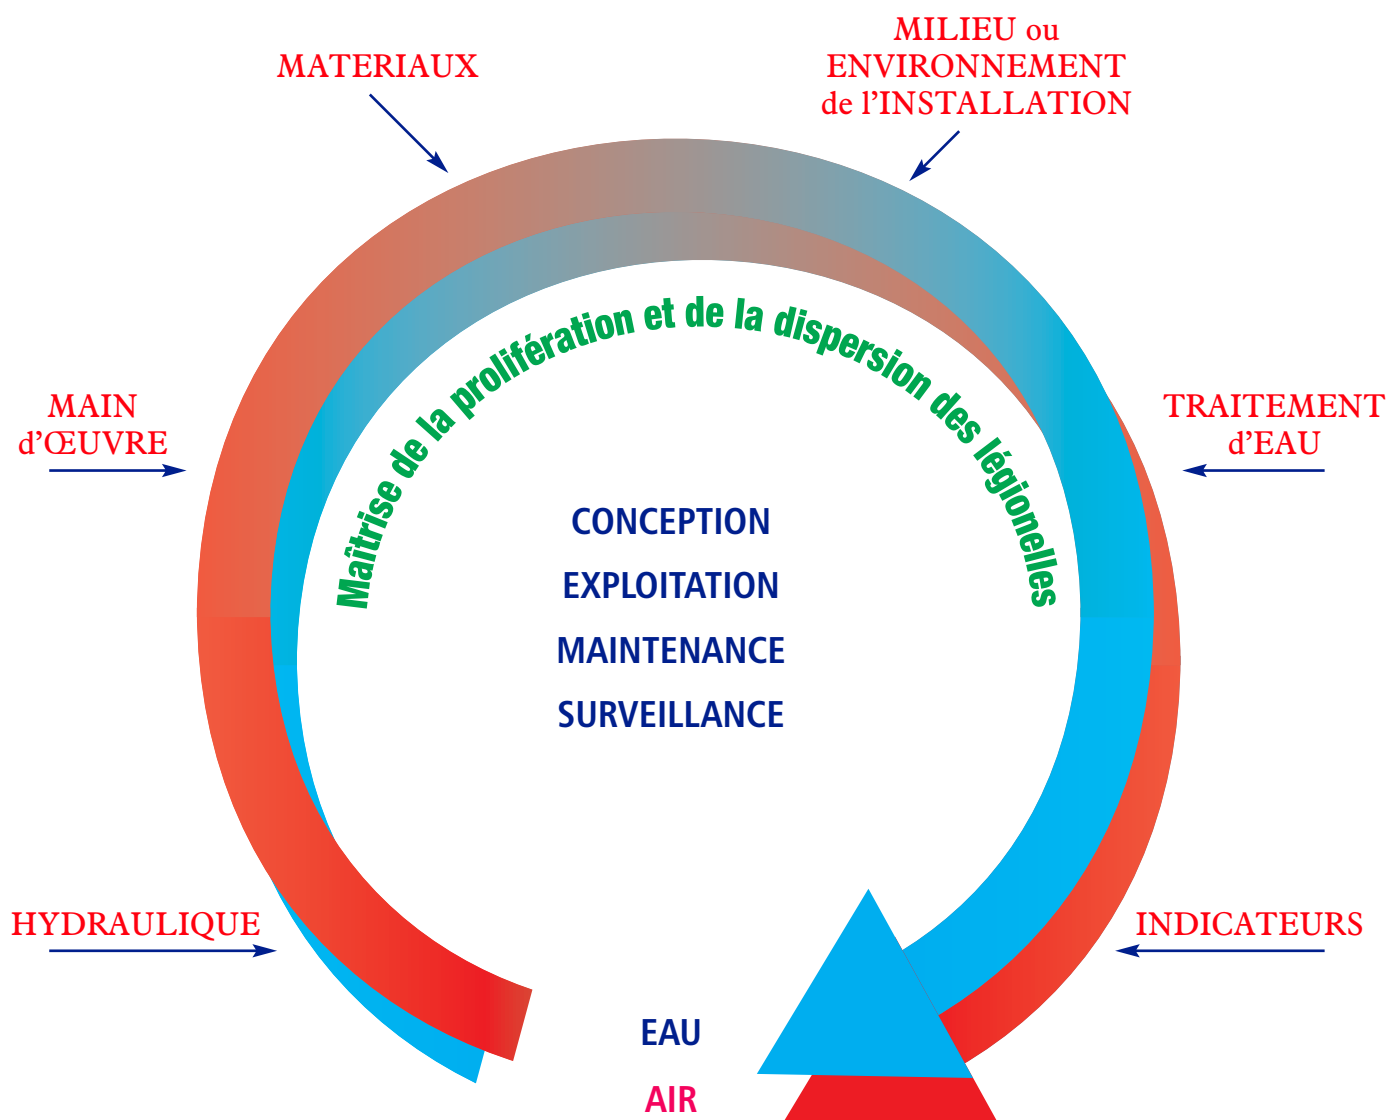 MATERIAUX
MILIEU ou
ENVIRONNEMENT
de l'INSTALLATION
MAIN
d'ŒUVRE
TRAITEMENT
d'EAU
Maîtrise de la prolifération et de la dispersion des légionelles
CONCEPTION
EXPLOITATION
MAINTENANCE
SURVEILLANCE
HYDRAULIQUE
INDICATEURS
EAU
AIR